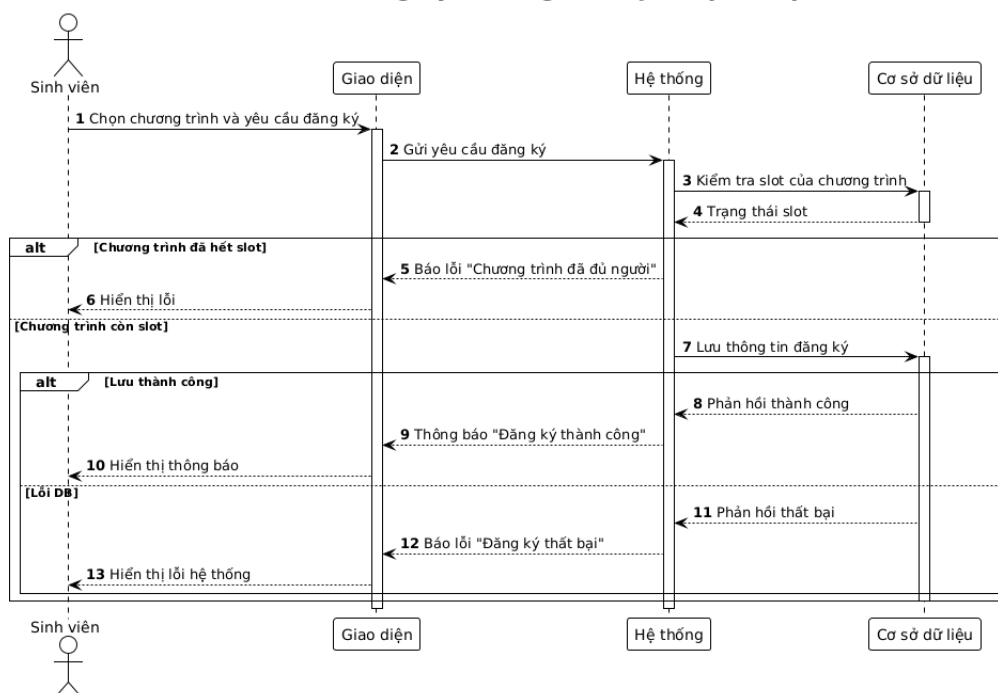 Sinh viên
Giao diện
Hệ thống
Cơ sở dữ liệu
1 Chọn chương trình và yêu cầu đăng ký
2 Gửi yêu cầu đăng ký
3 Kiểm tra slot của chương trình
4 Trạng thái slot
alt [Chương trình đã hết slot]
5 Báo lỗi "Chương trình đã đủ người"
6 Hiển thị lỗi
[Chương trình còn slot]
7 Lưu thông tin đăng ký
alt [Lưu thành công]
8 Phản hồi thành công
9 Thông báo "Đăng ký thành công"
10 Hiển thị thông báo
[Lỗi DB]
11 Phản hồi thất bại
12 Báo lỗi "Đăng ký thất bại"
13 Hiển thị lỗi hệ thống
Sinh viên
Giao diện
Hệ thống
Cơ sở dữ liệu